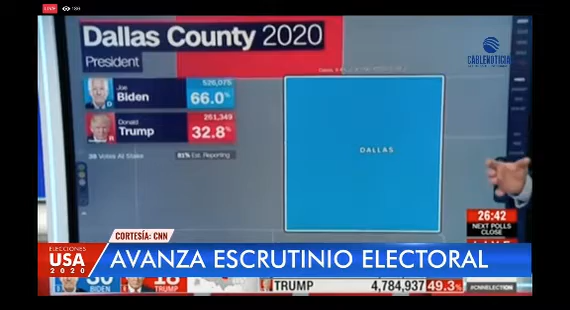 LIVE
Dallas County 2020
CABLENOTICIAS
President
Joe
Biden
D
526,075
66.0%
Donald
Trump
R
261,349
32.8%
38 Votes At Stake
81% Est. Reporting
DALLAS
26:42
NEXT POLLS
CLOSE
CORTESÍA: CNN
ELECCIONES
USA
2020
AVANZA ESCRUTINIO ELECTORAL
BIDEN
TRUMP
TRUMP
4,784,937
49.3%